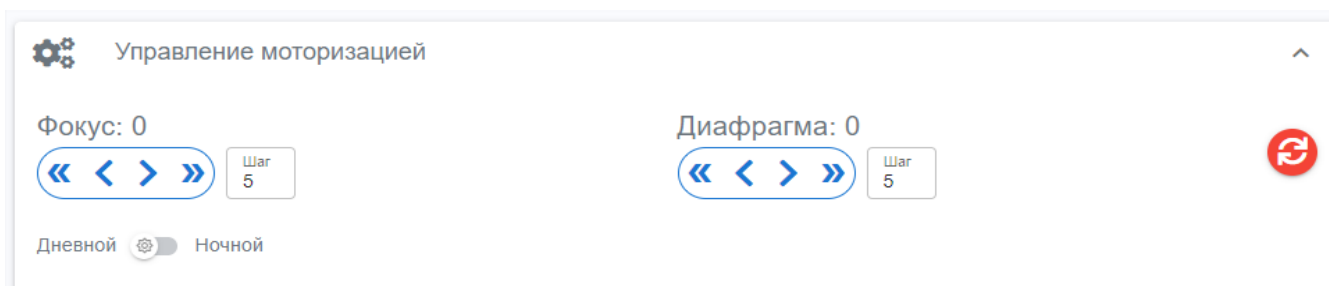 Управление моторизацией
Фокус: 0
Диафрагма: 0
Шаг
5
Шаг
5
Дневной
Ночной